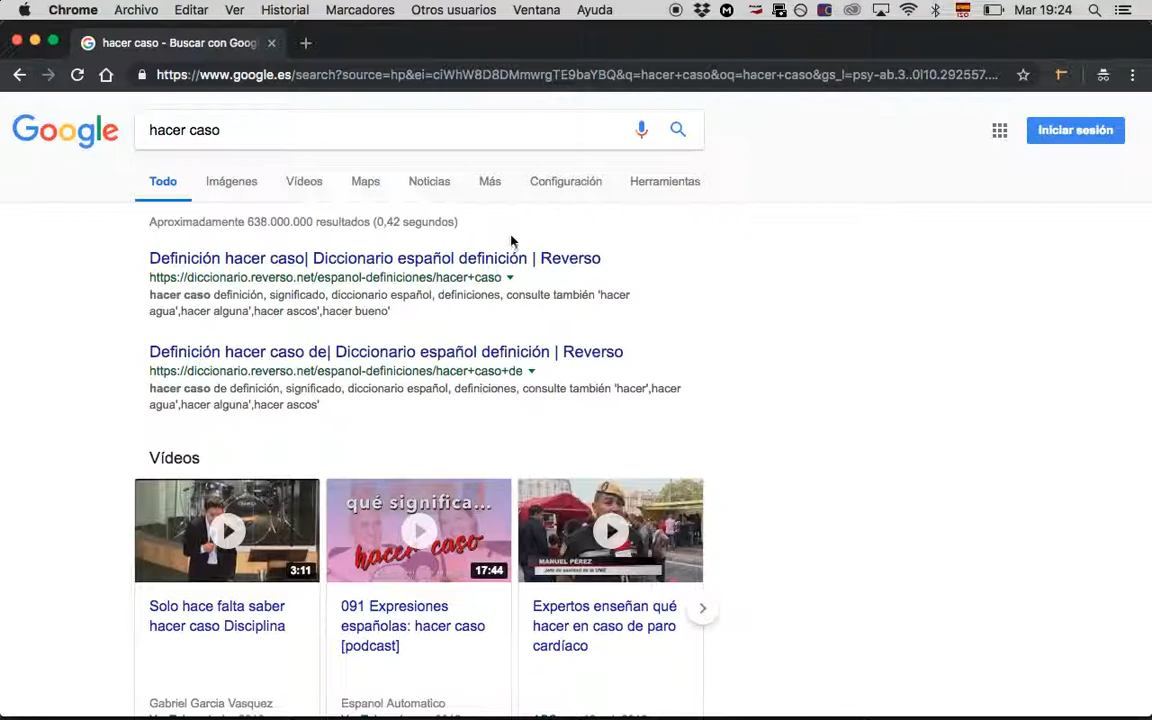 Chrome Archivo Editar Ver Historial Marcadores Otros usuarios Ventana Ayuda ISO Mar 19:24
hacer caso - Buscar con Goog
https://www.google.es/search?source=hp&ei=ciWhW8D8DMmwrgTE9baYBQ&q=hacer+caso&oq=hacer+caso&gs_l=psy-ab.3..0l10.292557....
Google
hacer caso
Iniciar sesión
Todo Imágenes Vídeos Maps Noticias Más Configuración Herramientas
Aproximadamente 638.000.000 resultados (0,42 segundos)
Definición hacer caso| Diccionario español definición | Reverso
https://diccionario.reverso.net/espanol-definiciones/hacer+caso
hacer caso definición, significado, diccionario español, definiciones, consulte también 'hacer
agua',hacer alguna',hacer ascos',hacer bueno'
Definición hacer caso de| Diccionario español definición | Reverso
https://diccionario.reverso.net/espanol-definiciones/hacer+caso+de
hacer caso de definición, significado, diccionario español, definiciones, consulte también 'hacer',hacer
agua',hacer alguna',hacer ascos'
Vídeos
3:11
qué significa...
hacer caso
17:44
MANUEL PÉREZ
Solo hace falta saber
hacer caso Disciplina
Gabriel Garcia Vasquez
091 Expresiones
españolas: hacer caso
[podcast]
Espanol Automatico
Expertos enseñan qué
hacer en caso de paro
cardíaco